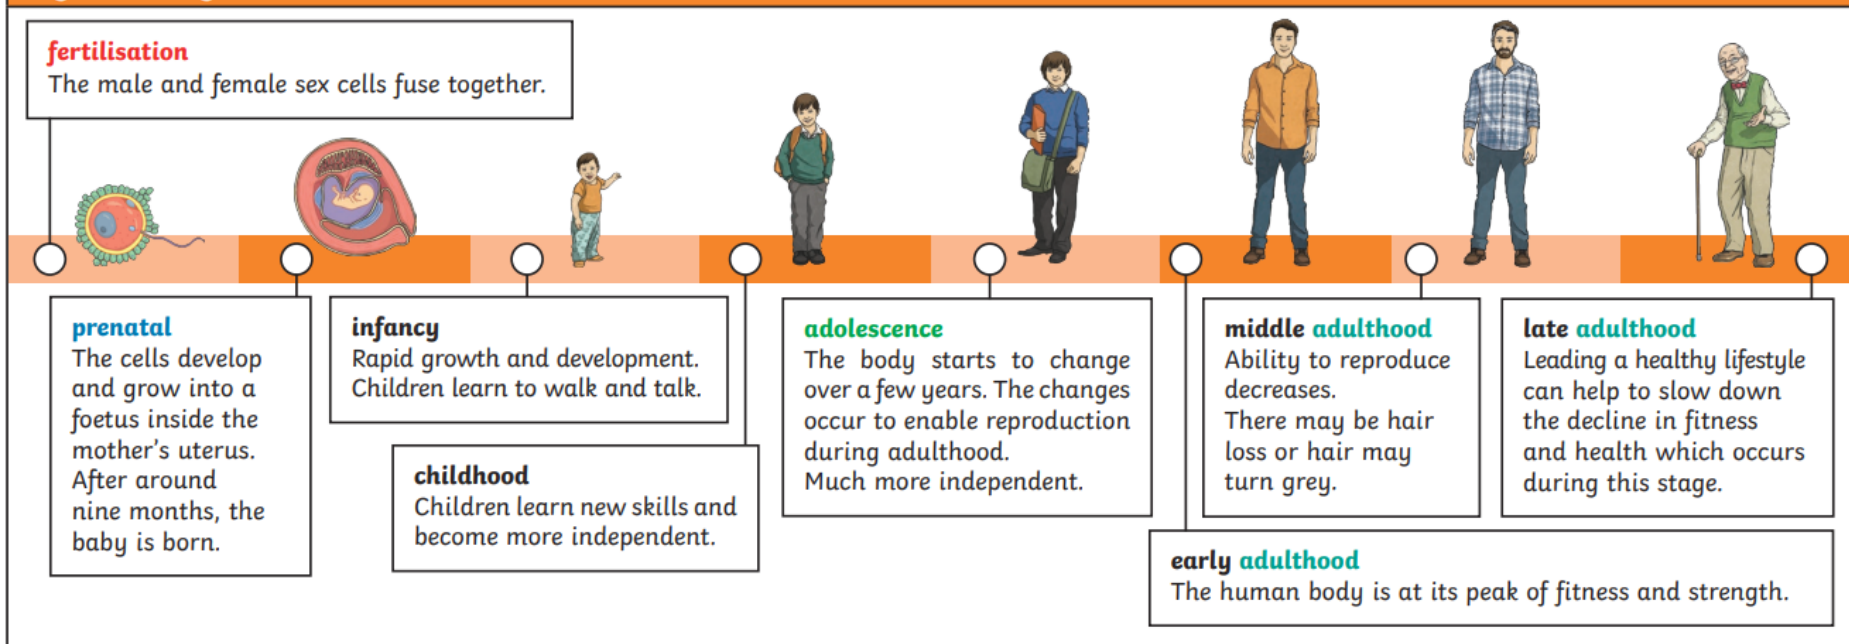 fertilisation
The male and female sex cells fuse together.
prenatal
The cells develop
and grow into a
foetus inside the
mother's uterus.
After around
nine months, the
baby is born.
infancy
Rapid growth and development.
Children learn to walk and talk.
childhood
Children learn new skills and
become more independent.
adolescence
The body starts to change
over a few years. The changes
occur to enable reproduction
during adulthood.
Much more independent.
early adulthood
The human body is at its peak of fitness and strength.
middle adulthood
Ability to reproduce
decreases.
There may be hair
loss or hair may
turn grey.
late adulthood
Leading a healthy lifestyle
can help to slow down
the decline in fitness
and health which occurs
during this stage.